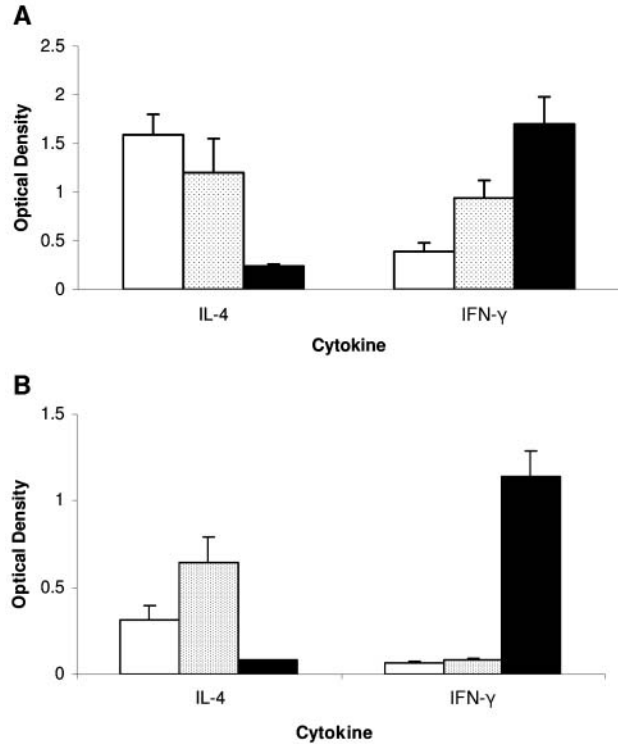 A
2.5
2
1.5
1
0.5
0
Optical Density
IL-4 IFN-γ
Cytokine
B
1.5
1
0.5
0
Optical Density
IL-4 IFN-γ
Cytokine